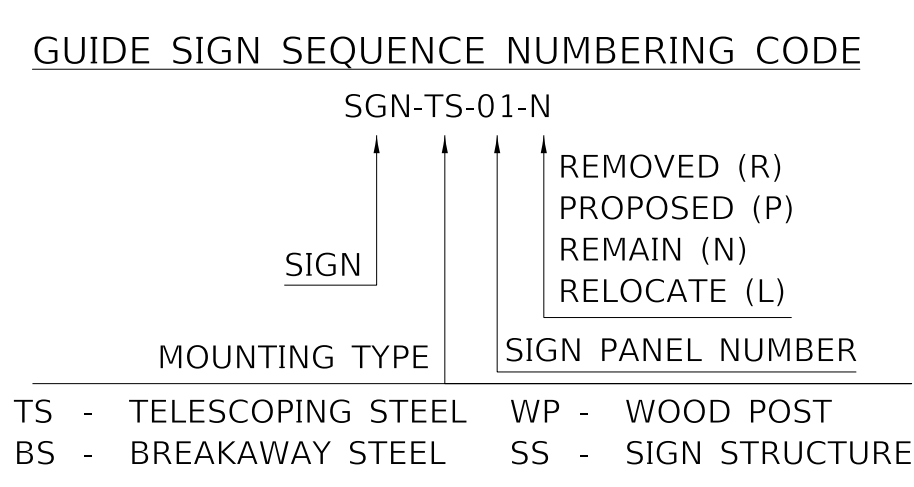 GUIDE SIGN SEQUENCE NUMBERING CODE
SGN-TS-01-N
REMOVED (R)
PROPOSED (P)
REMAIN (N)
RELOCATE (L)
SIGN
SIGN PANEL NUMBER
MOUNTING TYPE
TS - TELESCOPING STEEL WP - WOOD POST
BS - BREAKAWAY STEEL SS - SIGN STRUCTURE